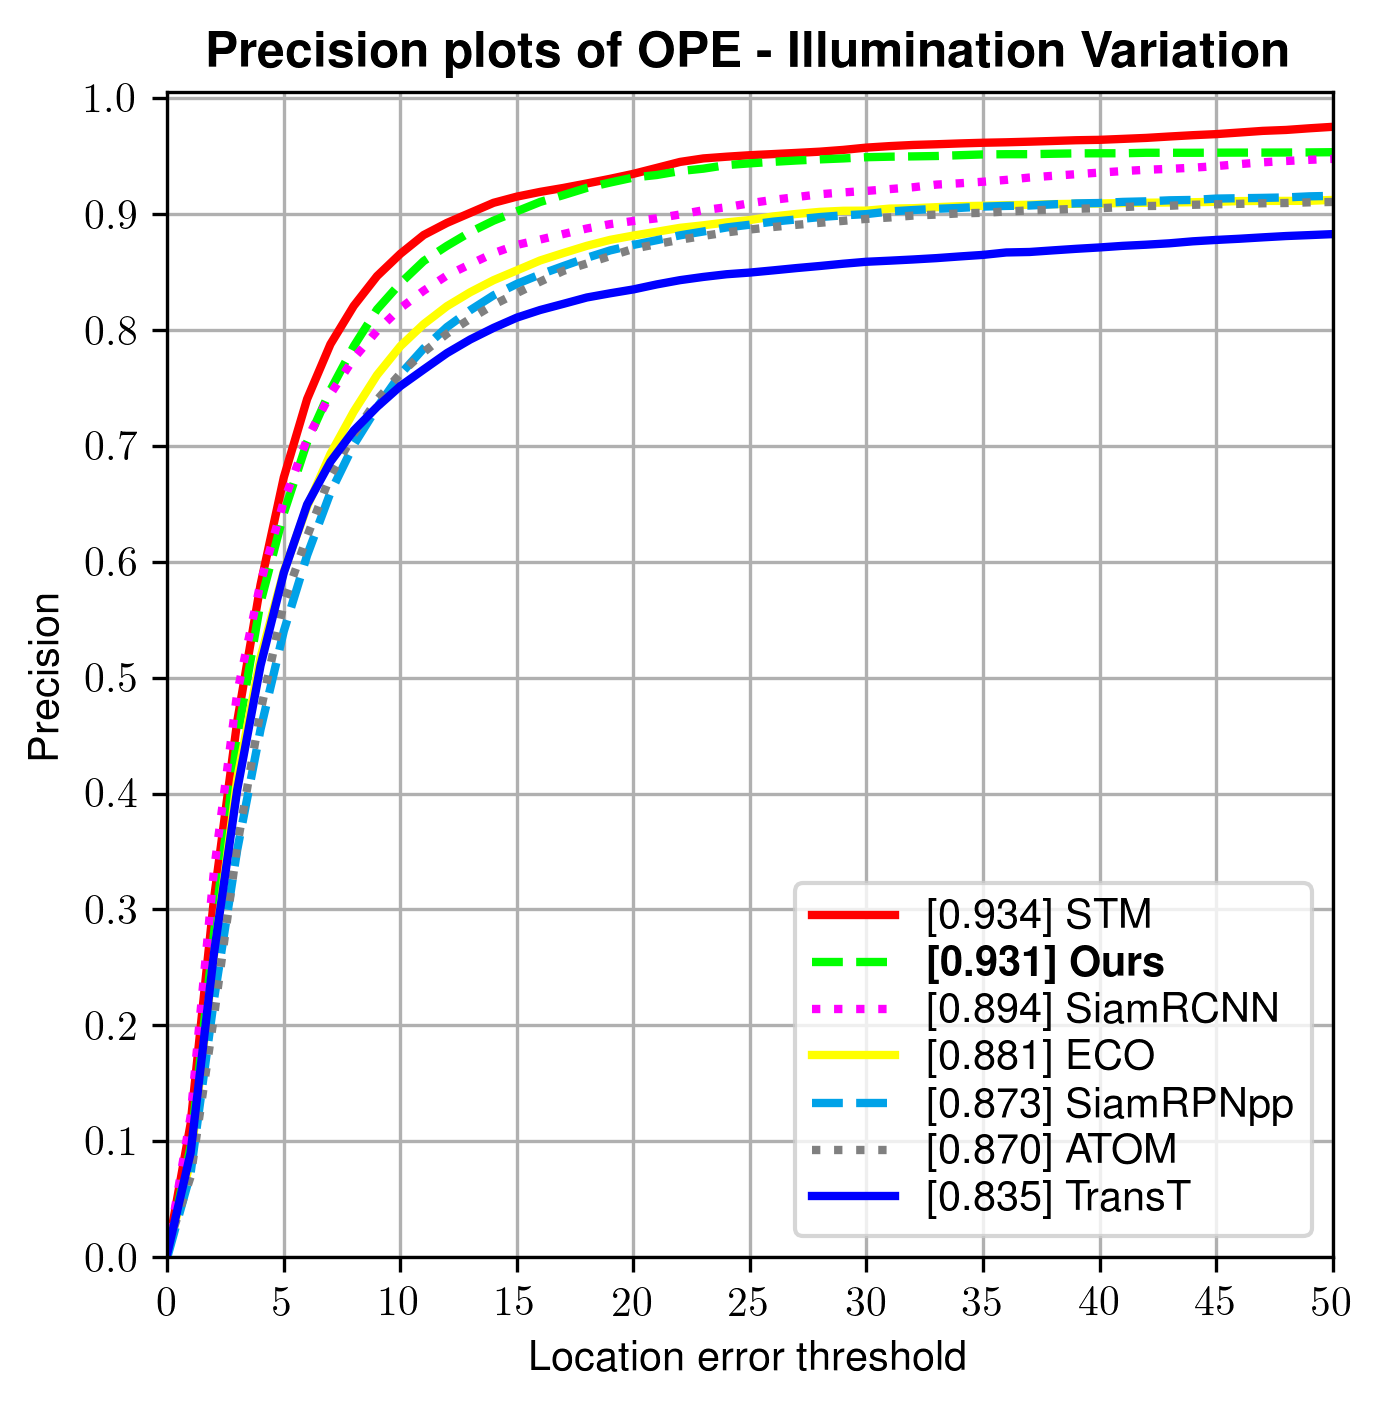 Precision plots of OPE - Illumination Variation
1.0
0.9
0.8
0.7
0.6
0.5
0.4
0.3
0.2
0.1
0.0
Precision
[0.934] STM
[0.931] Ours
[0.894] SiamRCNN
[0.881] ECO
[0.873] SiamRPNpp
[0.870] ATOM
[0.835] TransT
0 5 10 15 20 25 30 35 40 45 50
Location error threshold